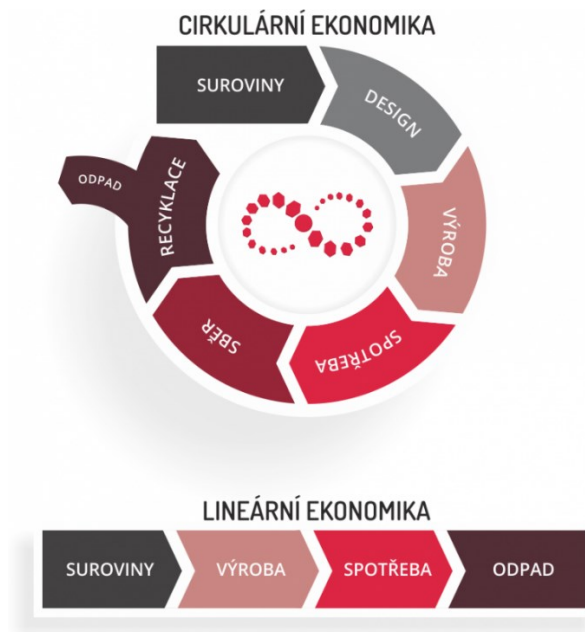 CIRKULÁRNÍ EKONOMIKA
SUROVINY
DESIGN
VÝROBA
SPOTŘEBA
SBĚR
RECYKLACE
ODPAD
LINEÁRNÍ EKONOMIKA
SUROVINY
VÝROBA
SPOTŘEBA
ODPAD